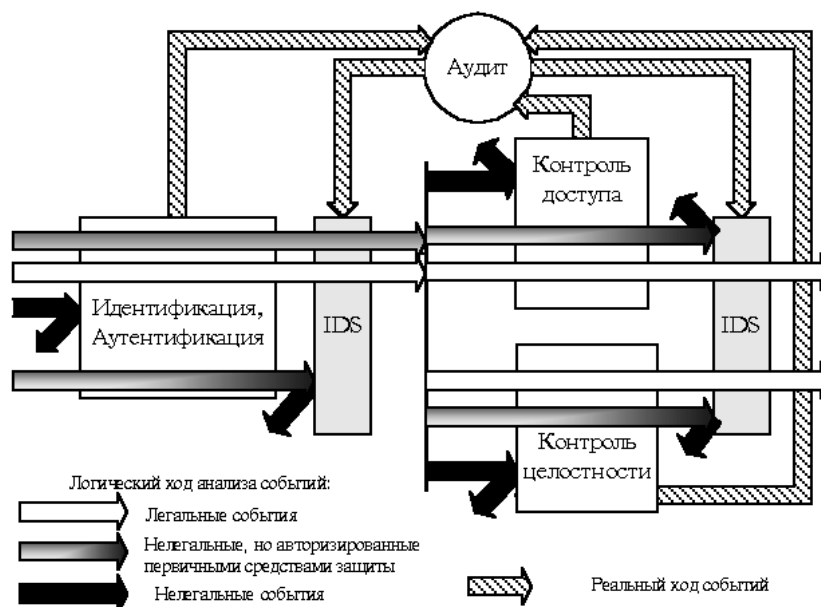 Аудит
Контроль
доступа
Идентификация,
Аутентификация
IDS
IDS
Контроль
целостности
Логический ход анализа событий:
Легальные события
Нелегальные, но авторизированные
первичными средствами защиты
Нелегальные события
Реальный ход событий